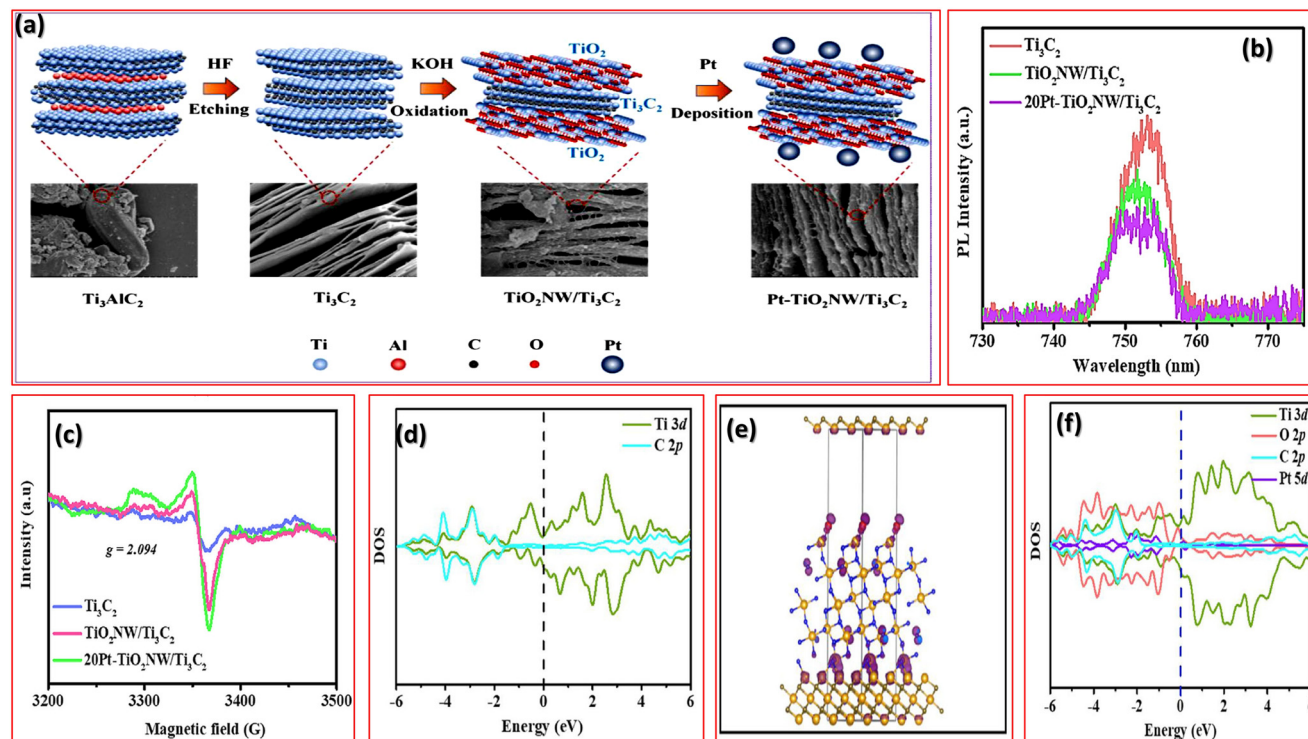 (a)
HF
Etching
KOH
Oxidation
TiO₂
Ti₃C₂
TiO₂
Pt
Deposition
Ti₃AlC₂
Ti₃C₂
TiO₂NW/Ti₃C₂
Pt-TiO₂NW/Ti₃C₂
Ti
Al
C
O
Pt
(b)
Ti₃C₂
TiO₂NW/Ti₃C₂
20Pt-TiO₂NW/Ti₃C₂
PL Intensity (a.u.)
730 740 750 760 770
Wavelength (nm)
(c)
Intensity (a.u)
g = 2.094
Ti₃C₂
TiO₂NW/Ti₃C₂
20Pt-TiO₂NW/Ti₃C₂
3200 3300 3400 3500
Magnetic field (G)
(d)
Ti 3d
C 2p
DOS
-6 -4 -2 0 2 4 6
Energy (eV)
(e)
(f)
Ti 3d
O 2p
C 2p
Pt 5d
DOS
-6 -4 -2 0 2 4 6
Energy (eV)